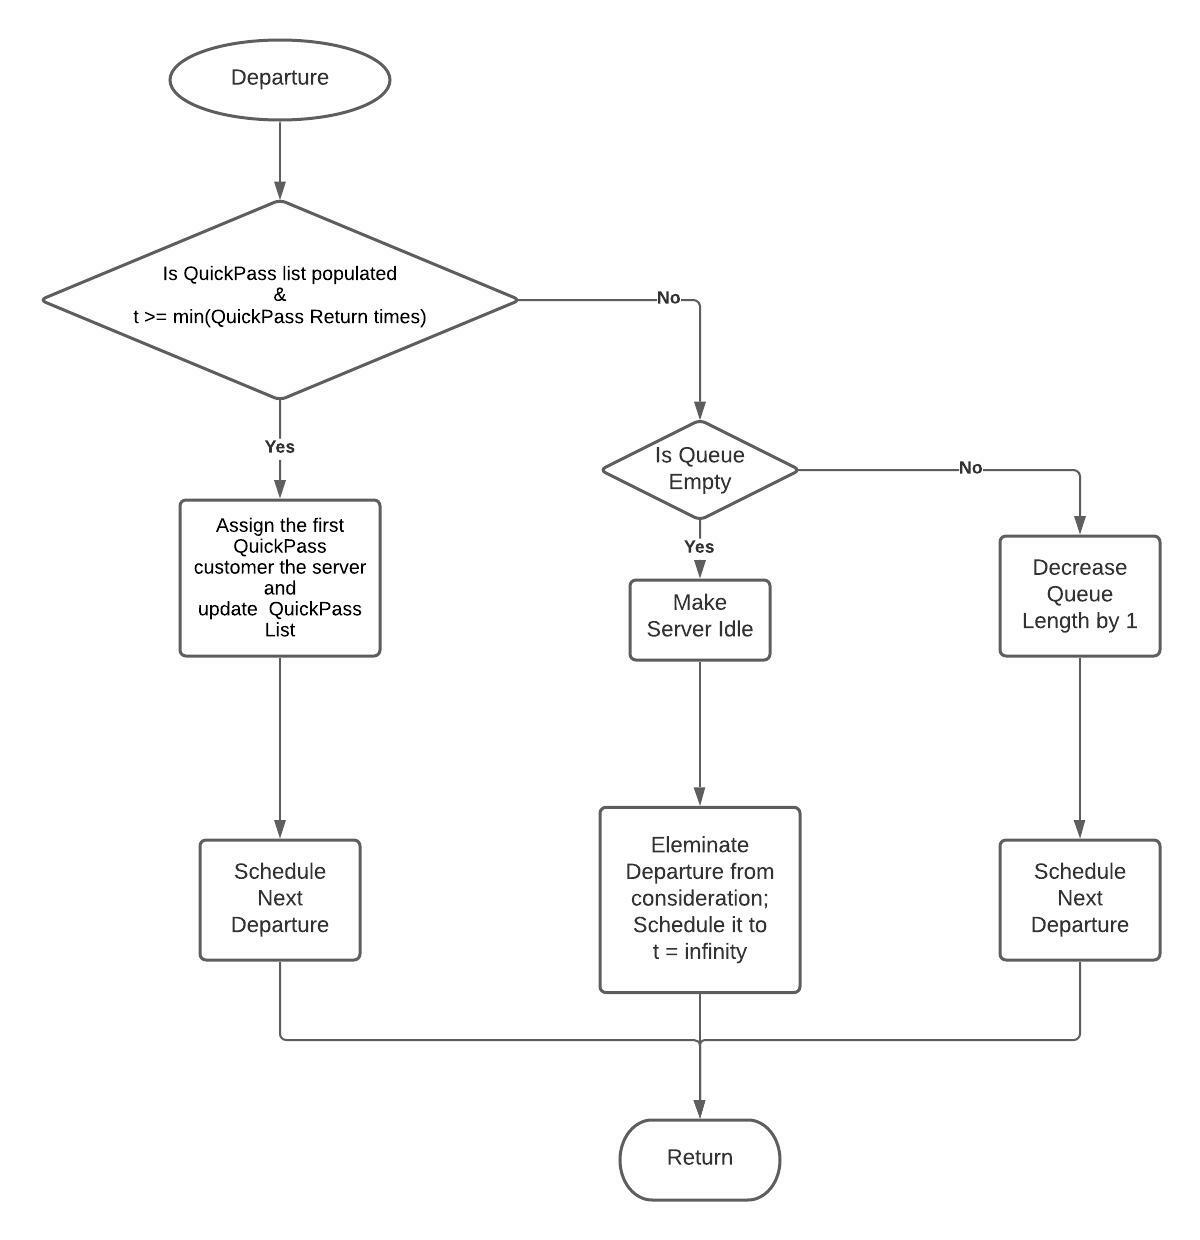 Departure
Is QuickPass list populated
&
t >= min(QuickPass Return times)
No
Yes
Is Queue
Empty
No
Yes
Assign the first
QuickPass
customer the server
and
update QuickPass
List
Make
Server Idle
Decrease
Queue
Length by 1
Schedule
Next
Departure
Eleminate
Departure from
consideration;
Schedule it to
t = infinity
Schedule
Next
Departure
Return